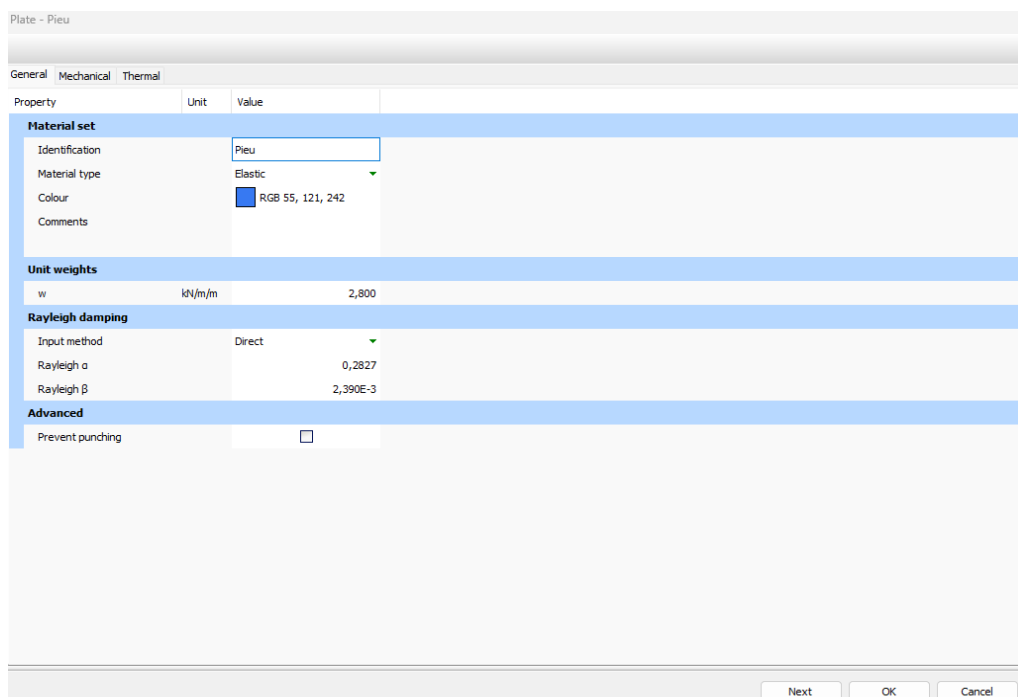 Plate - Pieu
General Mechanical Thermal
Property Unit Value
Material set
Identification Pieu
Material type Elastic
Colour RGB 55, 121, 242
Comments
Unit weights
w kN/m/m 2,800
Rayleigh damping
Input method Direct
Rayleigh α 0,2827
Rayleigh β 2,390E-3
Advanced
Prevent punching
Next OK Cancel